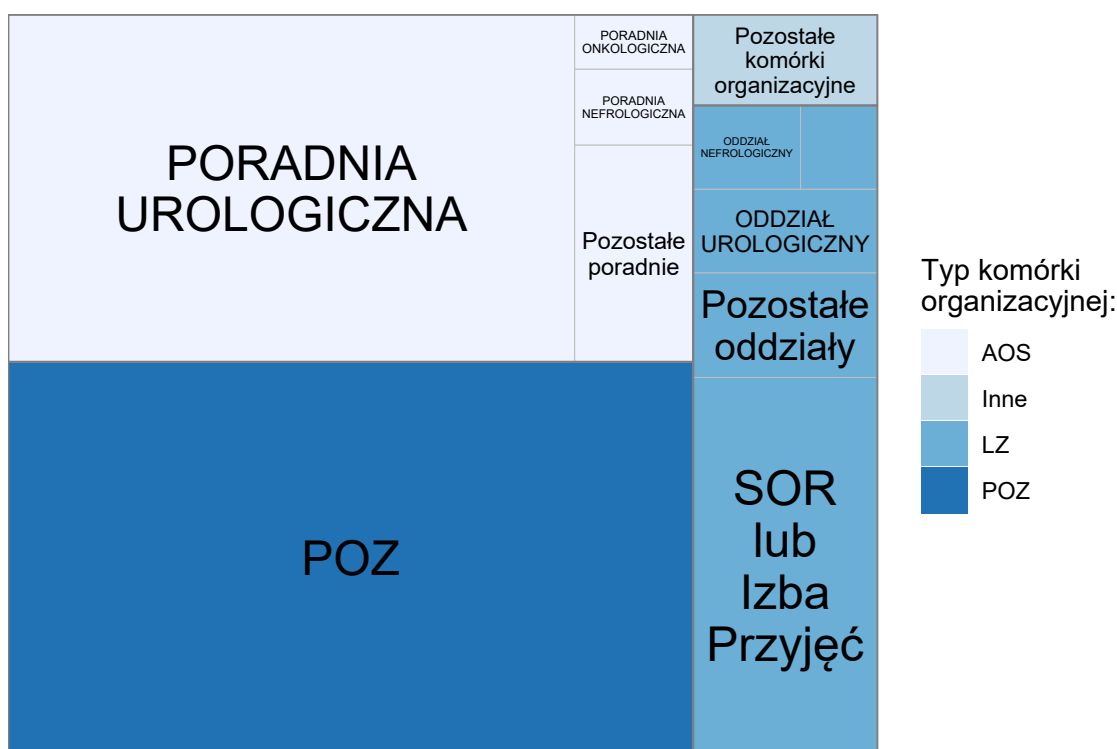 PORADNIA
UROLOGICZNA
PORADNIA
ONKOLOGICZNA
PORADNIA
NEFROLOGICZNA
Pozostałe
poradnie
POZ
Pozostałe
komórki
organizacyjne
ODDZIAŁ
NEFROLOGICZNY
ODDZIAŁ
UROLOGICZNY
Pozostałe
oddziały
SOR
lub
Izba
Przyjęć
Typ komórki
organizacyjnej:
AOS
Inne
LZ
POZ